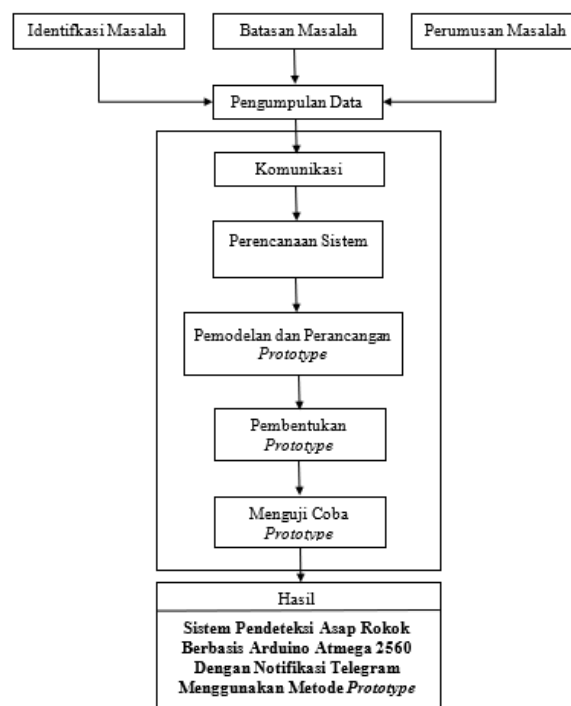 Identifkasi Masalah
Batasan Masalah
Perumusan Masalah
Pengumpulan Data
Komunikasi
Perencanaan Sistem
Pemodelan dan Perancangan
Prototype
Pembentukan
Prototype
Menguji Coba
Prototype
Hasil
Sistem Pendeteksi Asap Rokok
Berbasis Arduino Atmega 2560
Dengan Notifikasi Telegram
Menggunakan Metode Prototype